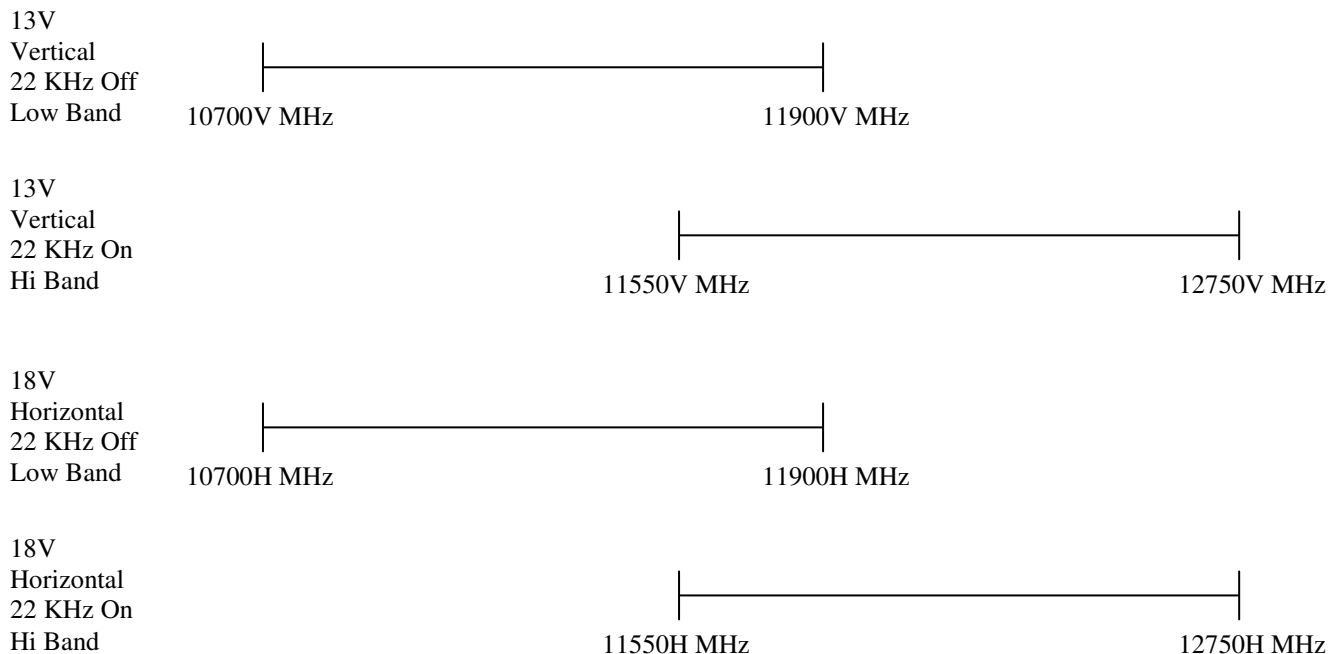 13V
Vertical
22 KHz Off
Low Band
10700V MHz
11900V MHz
13V
Vertical
22 KHz On
Hi Band
11550V MHz
12750V MHz
18V
Horizontal
22 KHz Off
Low Band
10700H MHz
11900H MHz
18V
Horizontal
22 KHz On
Hi Band
11550H MHz
12750H MHz